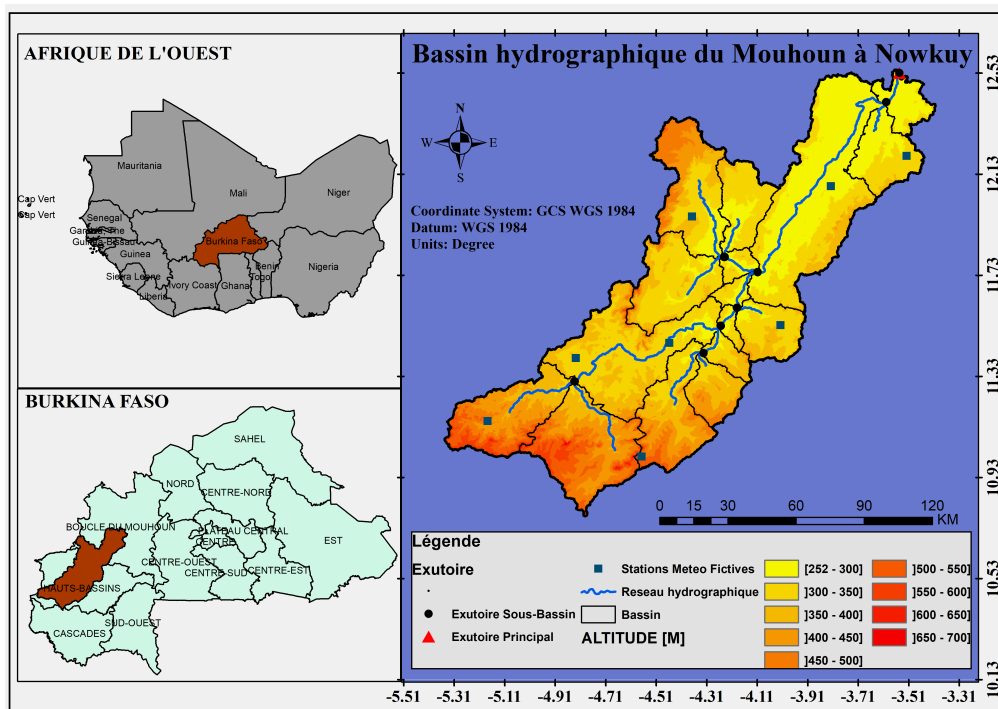 AFRIQUE DE L'OUEST
Mauritania
Mali
Niger
Cap Vert
Cap Vert
Senegal
Guinea-Bissau
Burkina Faso
Guinea
Benin
Nigeria
Sierra Leone
Ivory Coast
Ghana
Togo
Liberia
BURKINA FASO
SAHEL
NORD
CENTRE-NORD
BOUCLE DU MOUHOUN
PLATEAU CENTRAL
CENTRE
EST
CENTRE-OUEST
CENTRE-SUD
CENTRE-EST
HAUTS-BASSINS
SUD-OUEST
CASCADES
Bassin hydrographique du Mouhoun à Nowkuy
N
W
E
S
Coordinate System: GCS WGS 1984
Datum: WGS 1984
Units: Degree
0 15 30 60 90 120
KM
Légende
Exutoire
Exutoire Sous-Bassin
Exutoire Principal
Stations Meteo Fictives
Reseau hydrographique
Bassin
ALTITUDE [M]
[252 - 300]
]300 - 350]
]350 - 400]
]400 - 450]
]450 - 500]
]500 - 550]
]550 - 600]
]600 - 650]
]650 - 700]
12.53
12.13
11.73
11.33
10.93
10.53
10.13
-5.51 -5.31 -5.11 -4.91 -4.71 -4.51 -4.31 -4.11 -3.91 -3.71 -3.51 -3.31